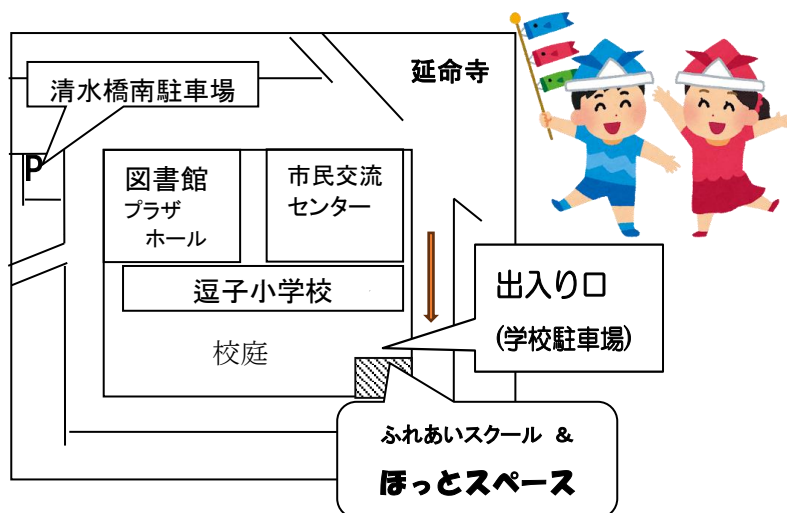 延命寺
清水橋南駐車場
P
図書館
プラザ
ホール
市民交流
センター
逗子小学校
出入り口
(学校駐車場)
校庭
ふれあいスクール &
ほっとスペース